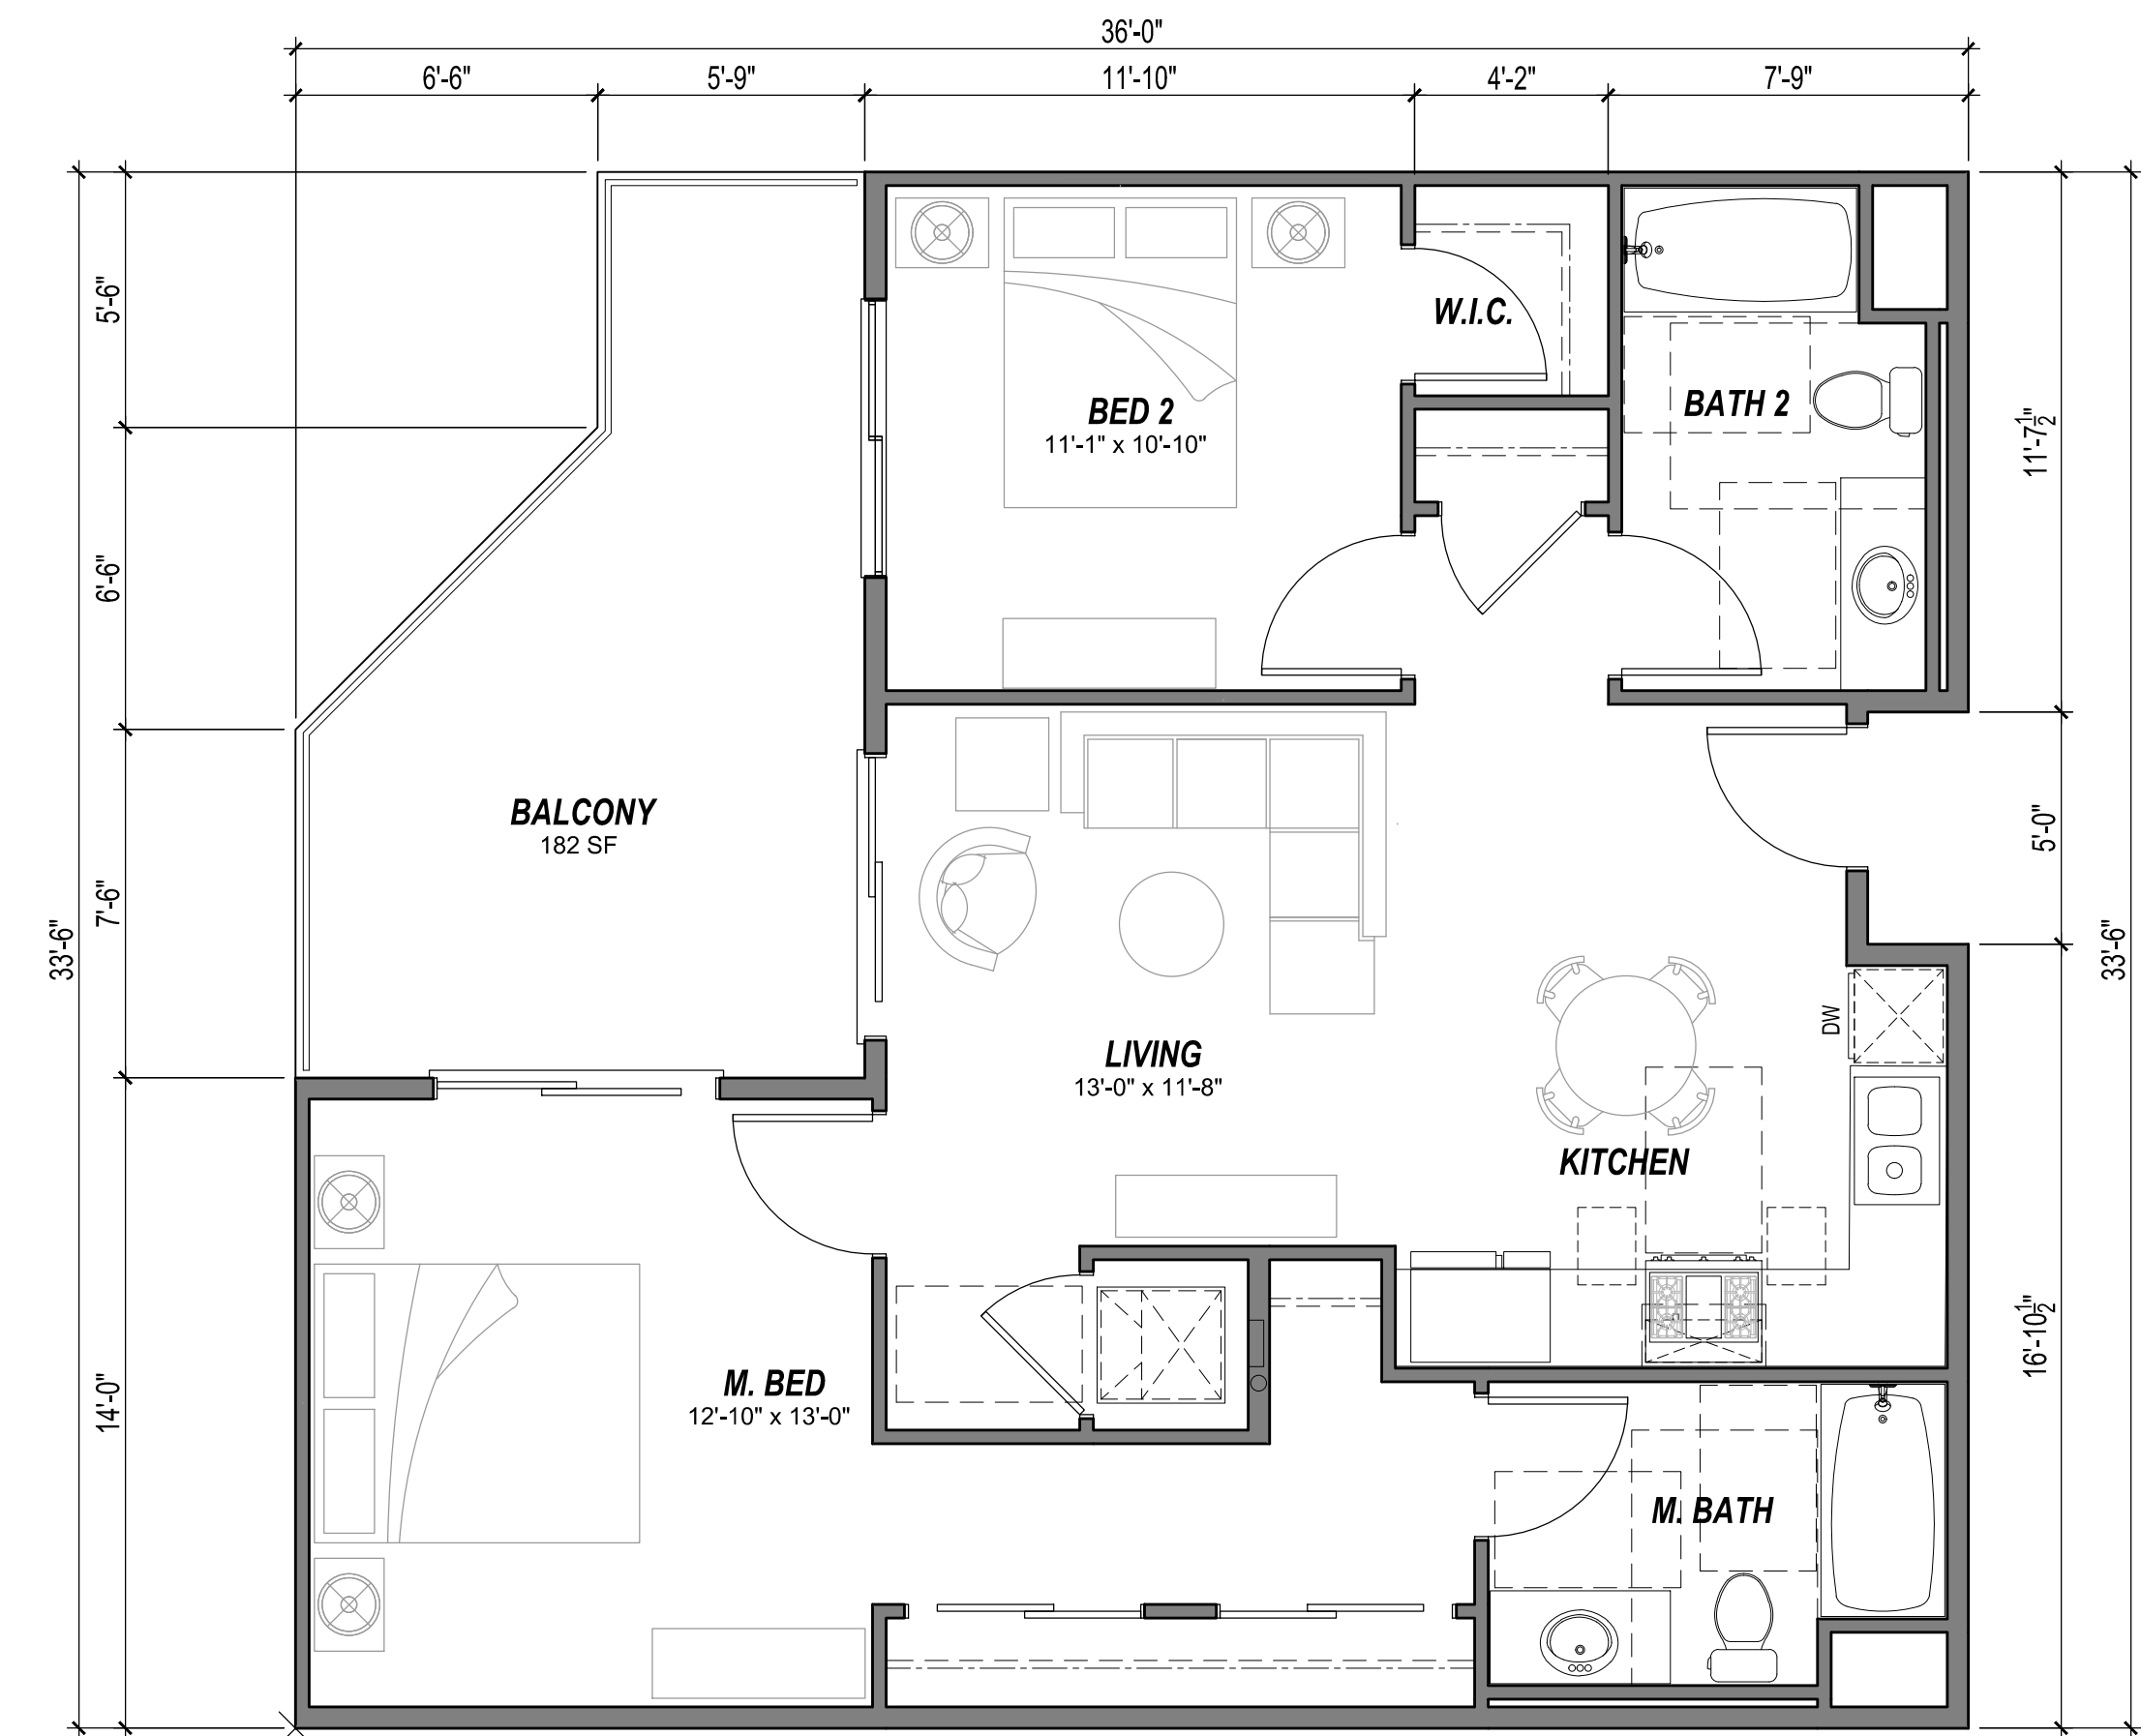 36'-0"
6'-6"
5'-9"
11'-10"
4'-2"
7'-9"
5'-6"
6'-6"
7'-6"
14'-0"
33'-6"
W.I.C.
BED 2
11'-1" x 10'-10"
BATH 2
11'-7½"
5'-0"
16'-10½"
33'-6"
BALCONY
182 SF
LIVING
13'-0" x 11'-8"
DW
KITCHEN
M. BED
12'-10" x 13'-0"
M. BATH